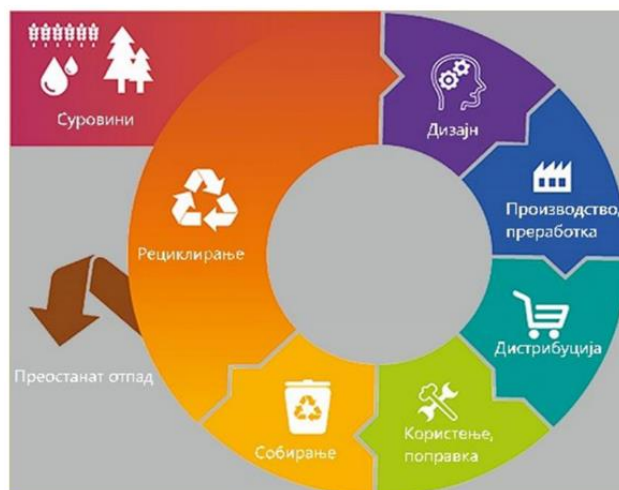 Суровини
Дизајн
Производство,
преработка
Дистрибуција
Користење,
поправка
Собирање
Рециклирање
Преостанат отпад